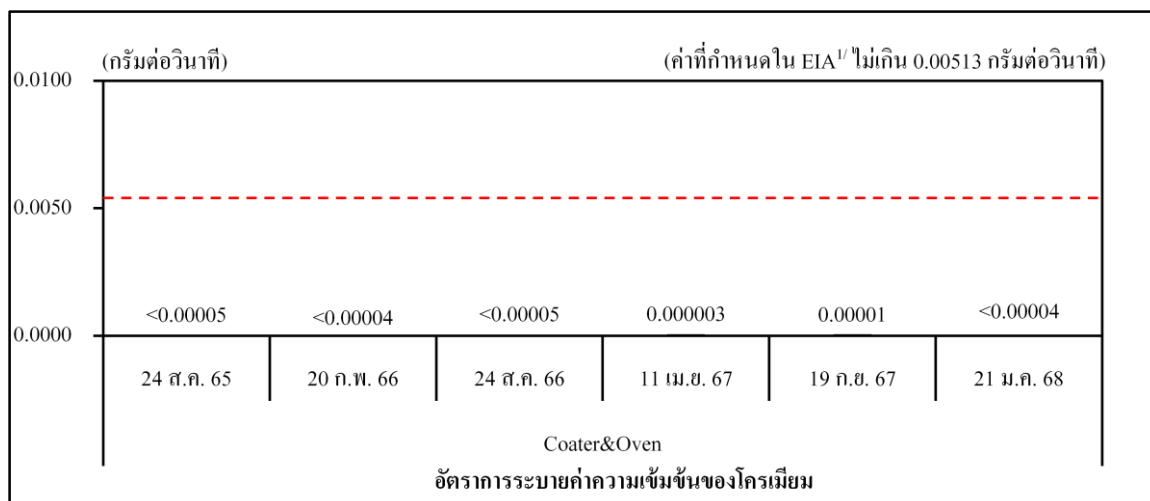 (กรัมต่อวินาที) (ค่าที่กำหนดใน EIA1/ ไม่เกิน 0.00513 กรัมต่อวินาที)
0.0100
0.0050
<0.00005 <0.00004 <0.00005 0.000003 0.00001 <0.00004
0.0000
24 ส.ค. 65 20 ก.พ. 66 24 ส.ค. 66 11 เม.ย. 67 19 ก.ย. 67 21 ม.ค. 68
Coater&Oven
อัตราการระบายค่าความเข้มข้นของโครเมียม